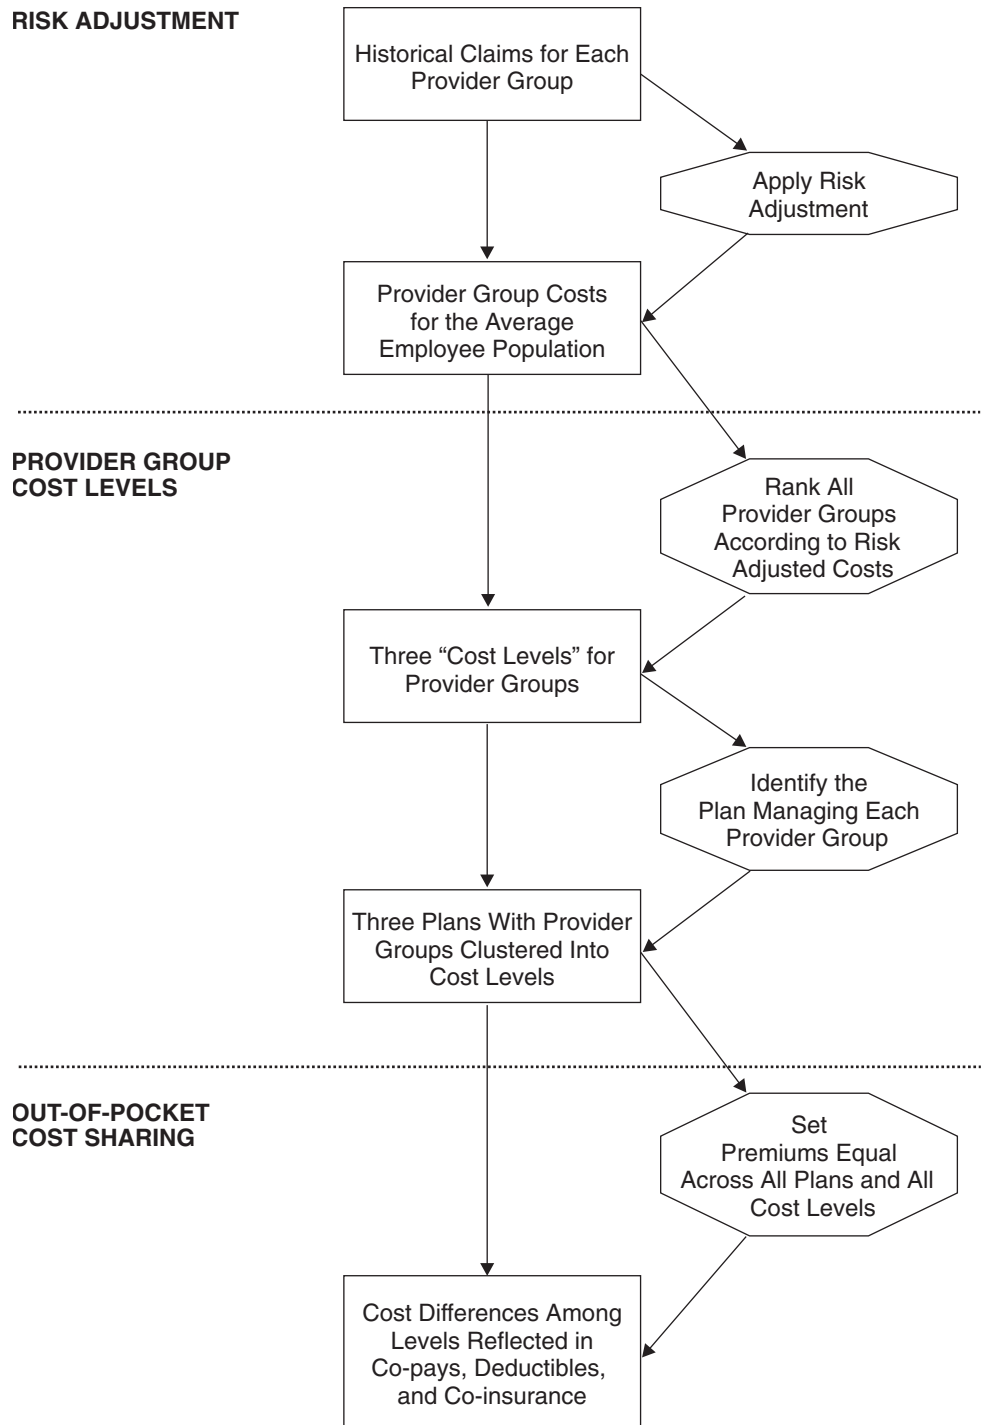 RISK ADJUSTMENT
Historical Claims for Each
Provider Group
Apply Risk
Adjustment
Provider Group Costs
for the Average
Employee Population
PROVIDER GROUP
COST LEVELS
Rank All
Provider Groups
According to Risk
Adjusted Costs
Three “Cost Levels” for
Provider Groups
Identify the
Plan Managing Each
Provider Group
Three Plans With Provider
Groups Clustered Into
Cost Levels
OUT-OF-POCKET
COST SHARING
Set
Premiums Equal
Across All Plans and All
Cost Levels
Cost Differences Among
Levels Reflected in
Co-pays, Deductibles,
and Co-insurance